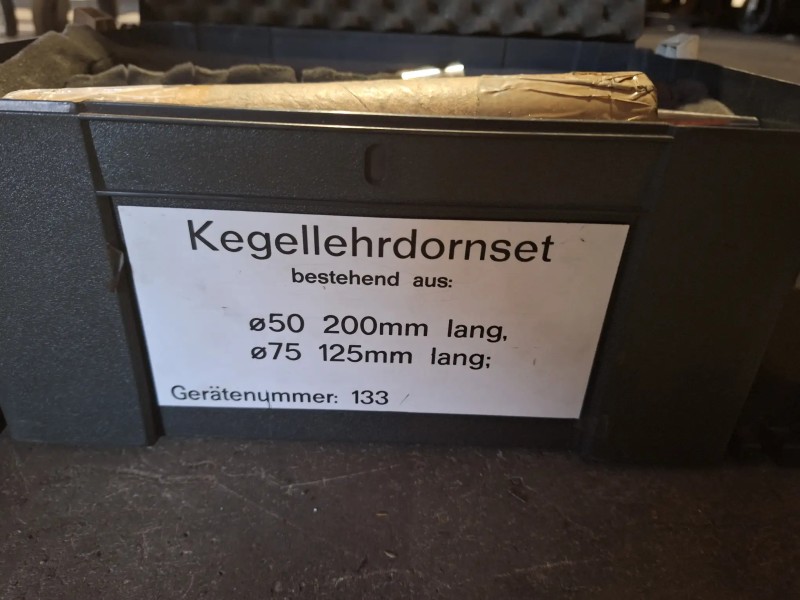 Kegellehrdornset
bestehend aus:
ø50 200mm lang,
ø75 125mm lang;
Gerätenummer: 133